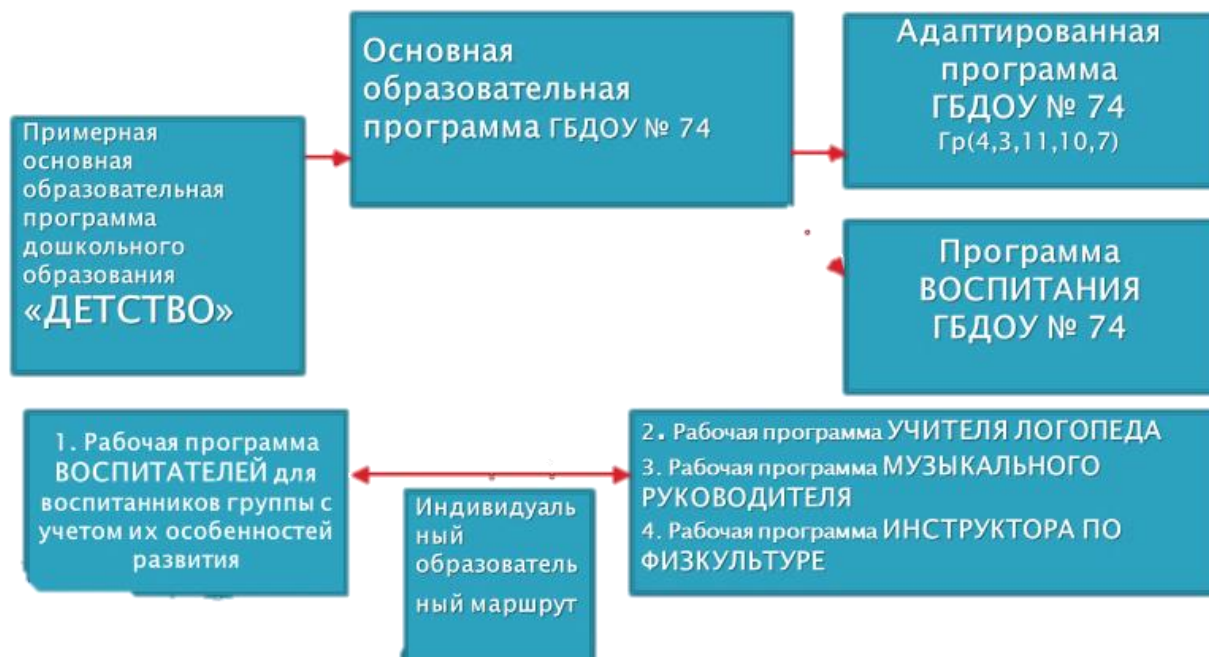 Примерная
основная
образовательная
программа
дошкольного
образования
«ДЕТСТВО»
Основная
образовательная
программа ГБДОУ № 74
Адаптированная
программа
ГБДОУ № 74
Гр(4,3,11,10,7)
Программа
ВОСПИТАНИЯ
ГБДОУ № 74
1. Рабочая программа
ВОСПИТАТЕЛЕЙ для
воспитанников группы с
учетом их особенностей
развития
Индивидуаль
ный
образователь
ный маршрут
2. Рабочая программа УЧИТЕЛЯ ЛОГОПЕДА
3. Рабочая программа МУЗЫКАЛЬНОГО
РУКОВОДИТЕЛЯ
4. Рабочая программа ИНСТРУКТОРА ПО
ФИЗКУЛЬТУРЕ